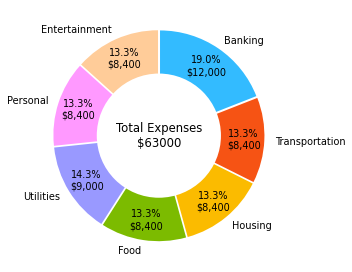 Entertainment
Banking
13.3%
$8,400
19.0%
$12,000
Personal
13.3%
$8,400
Total Expenses
$63000
13.3%
$8,400
Transportation
14.3%
$9,000
Utilities
13.3%
$8,400
Housing
13.3%
$8,400
Food